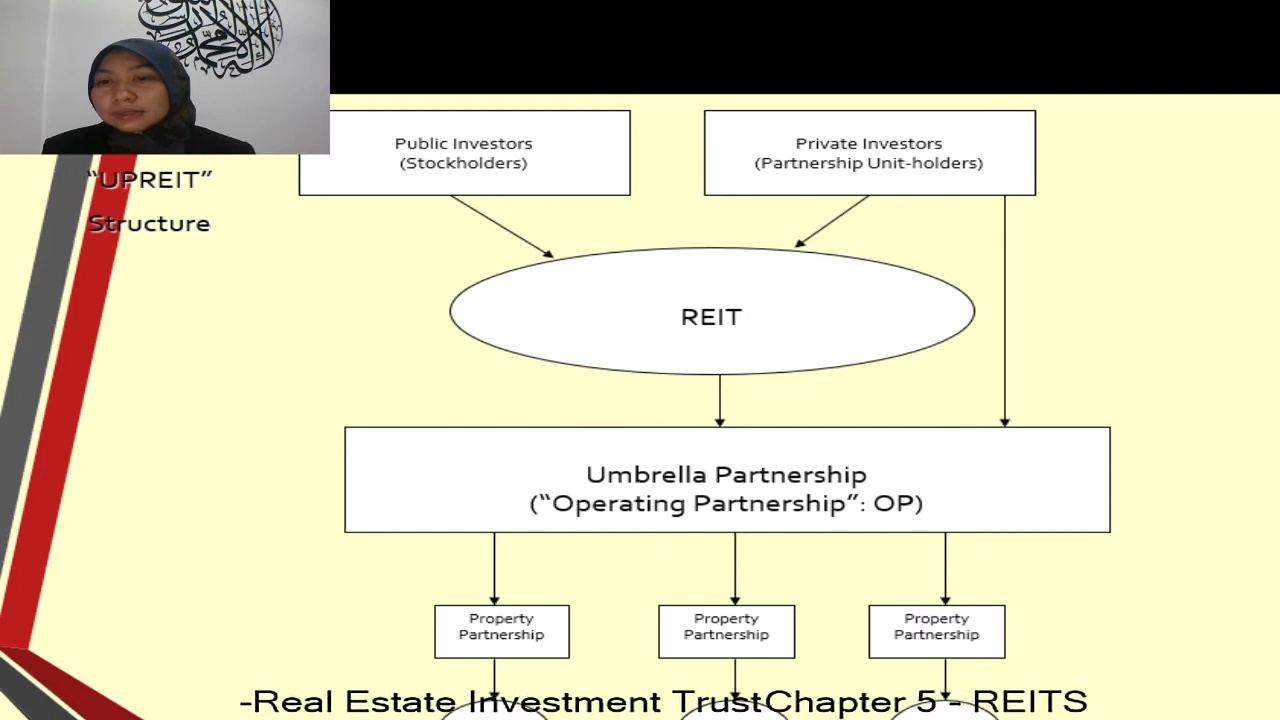 "UPREIT"
Structure
Public Investors
(Stockholders)
Private Investors
(Partnership Unit-holders)
REIT
Umbrella Partnership
("Operating Partnership": OP)
Property
Partnership
Property
Partnership
Property
Partnership
-Real Estate Investment TrustChapter 5 - REITS